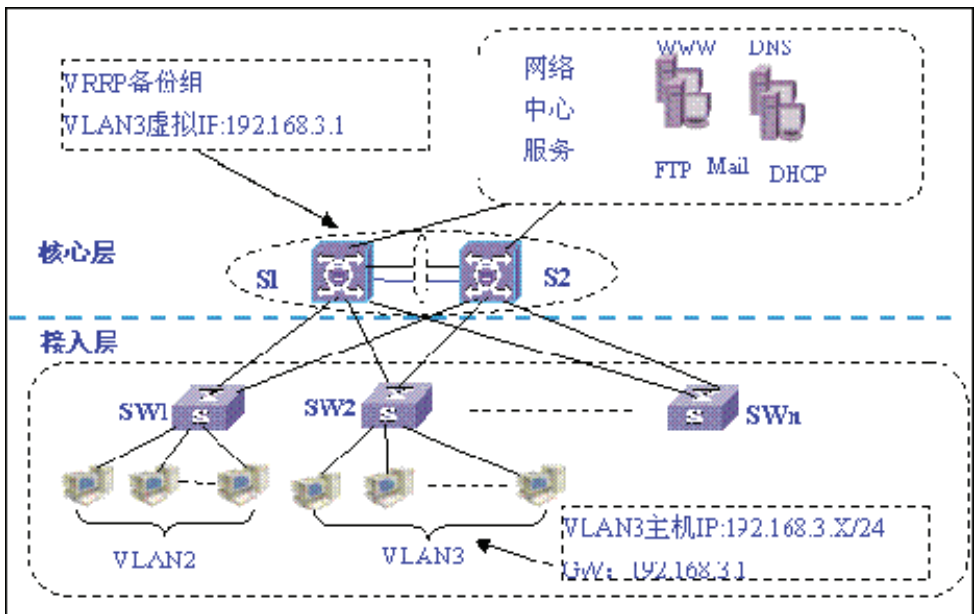 VRRP备份组
VLAN3虚拟IP:192.168.3.1
网络
中心
服务
WWW
DNS
FTP
Mail
DHCP
核心层
S1
S2
接入层
SW1
SW2
SWn
VLAN2
VLAN3
VLAN3主机IP:192.168.3.X/24
GW：192.168.3.1